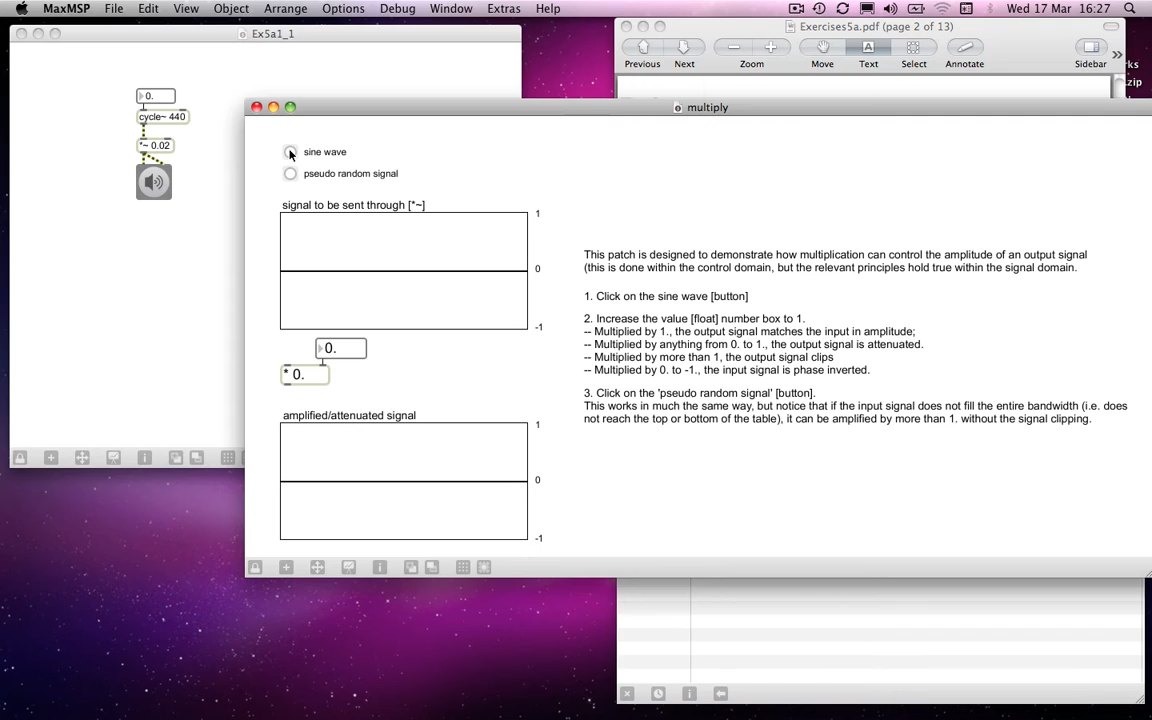 MaxMSP File Edit View Object Arrange Options Debug Window Extras Help Wed 17 Mar 16:27
Ex5a1_1
0.
cycle~ 440
*~ 0.02
Exercises5a.pdf (page 2 of 13)
Previous Next Zoom Move Text Select Annotate Sidebar
ks
.zip
multiply
sine wave
pseudo random signal
signal to be sent through [*~]
1
0
-1
0.
* 0.
amplified/attenuated signal
1
0
-1
This patch is designed to demonstrate how multiplication can control the amplitude of an output signal
(this is done within the control domain, but the relevant principles hold true within the signal domain.
1. Click on the sine wave [button]
2. Increase the value [float] number box to 1.
-- Multiplied by 1., the output signal matches the input in amplitude;
-- Multiplied by anything from 0. to 1., the output signal is attenuated.
-- Multiplied by more than 1, the output signal clips
-- Multiplied by 0. to -1., the input signal is phase inverted.
3. Click on the 'pseudo random signal' [button].
This works in much the same way, but notice that if the input signal does not fill the entire bandwidth (i.e. does
not reach the top or bottom of the table), it can be amplified by more than 1. without the signal clipping.